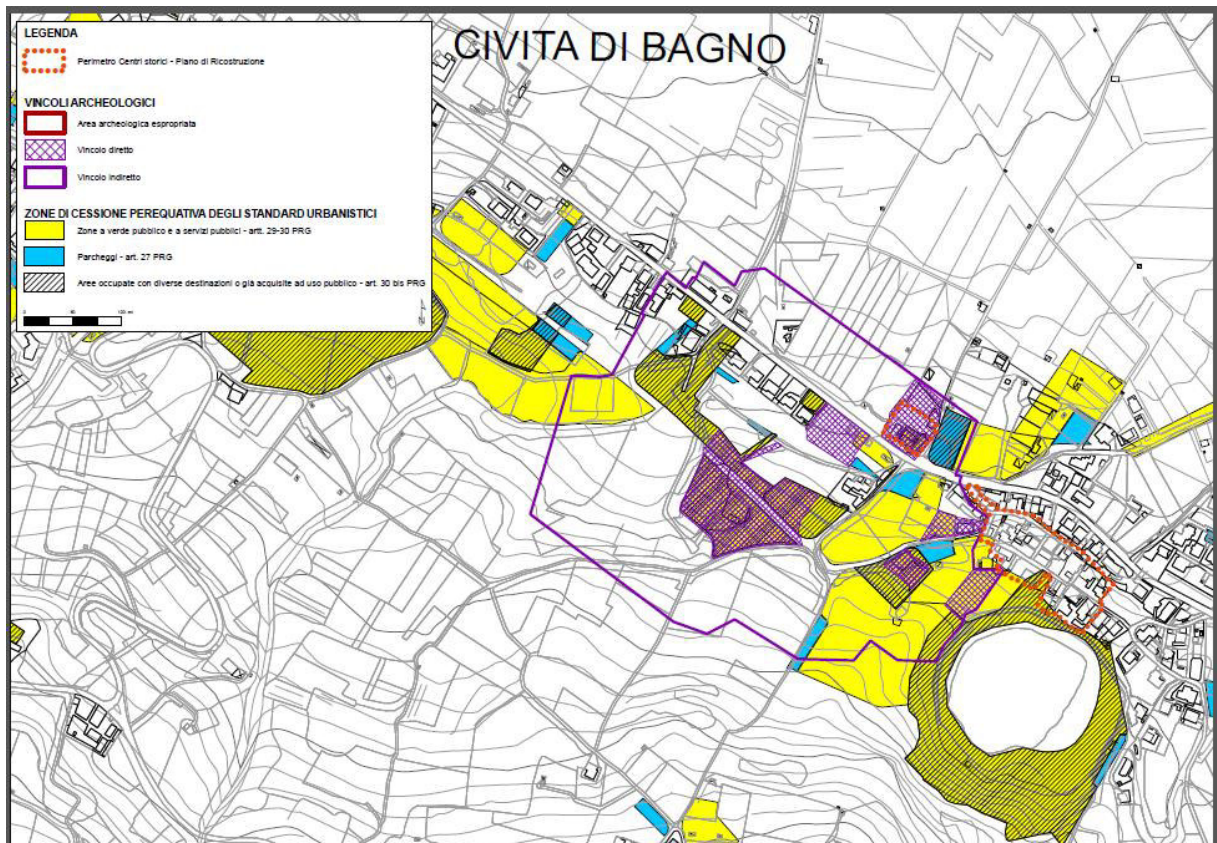 CIVITA DI BAGNO
LEGENDA
Perimetro Centri storici - Piano di Ricostruzione
VINCOLI ARCHEOLOGICI
Area archeologica espropriata
Vincolo diretto
Vincolo indiretto
ZONE DI CESSIONE PEREQUATIVA DEGLI STANDARD URBANISTICI
Zone a verde pubblico e a servizi pubblici - artt. 29-30 PRG
Parcheggi - art. 27 PRG
Aree occupate con diverse destinazioni o già acquisite ad uso pubblico - art. 30 bis PRG